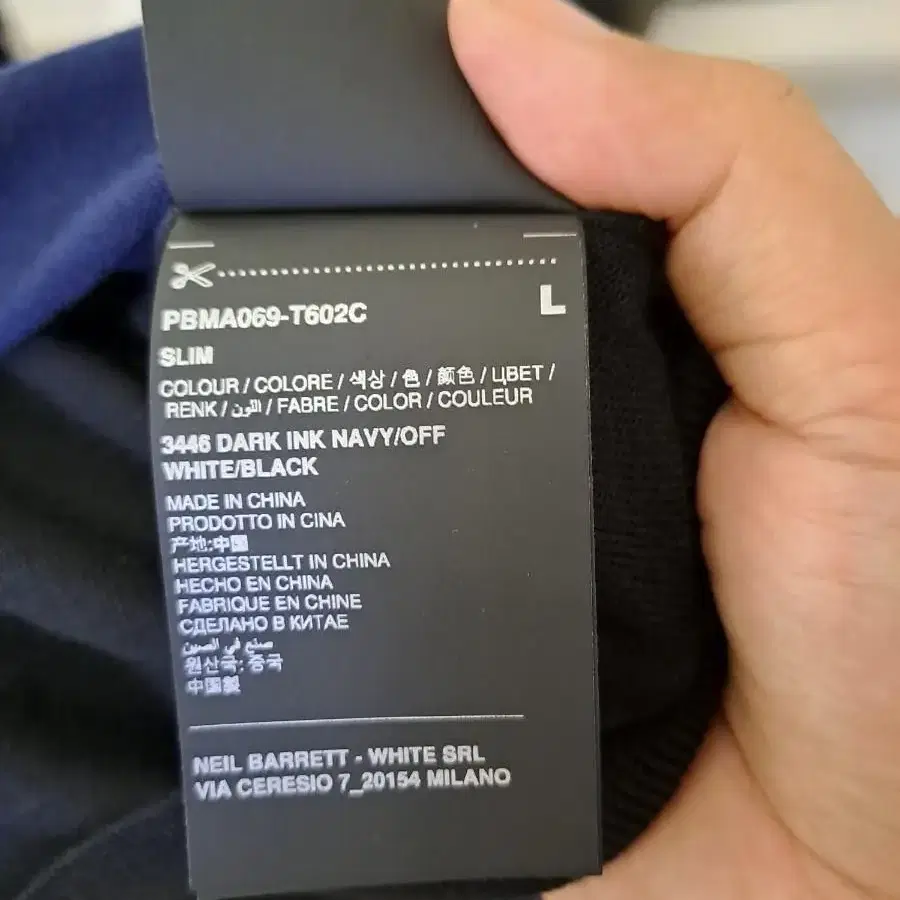 PBMA069-T602C
L
SLIM
COLOUR / COLORE / 색상 / 色 / 颜色 / ЦВЕТ /
RENK / اللون / FABRE / COLOR / COULEUR
3446 DARK INK NAVY/OFF
WHITE/BLACK
MADE IN CHINA
PRODOTTO IN CINA
产地:中国
HERGESTELLT IN CHINA
HECHO EN CHINA
FABRIQUE EN CHINE
СДЕЛАНО В КИТАЕ
صنع في الصين
원산국: 중국
中国製
NEIL BARRETT - WHITE SRL
VIA CERESIO 7_20154 MILANO